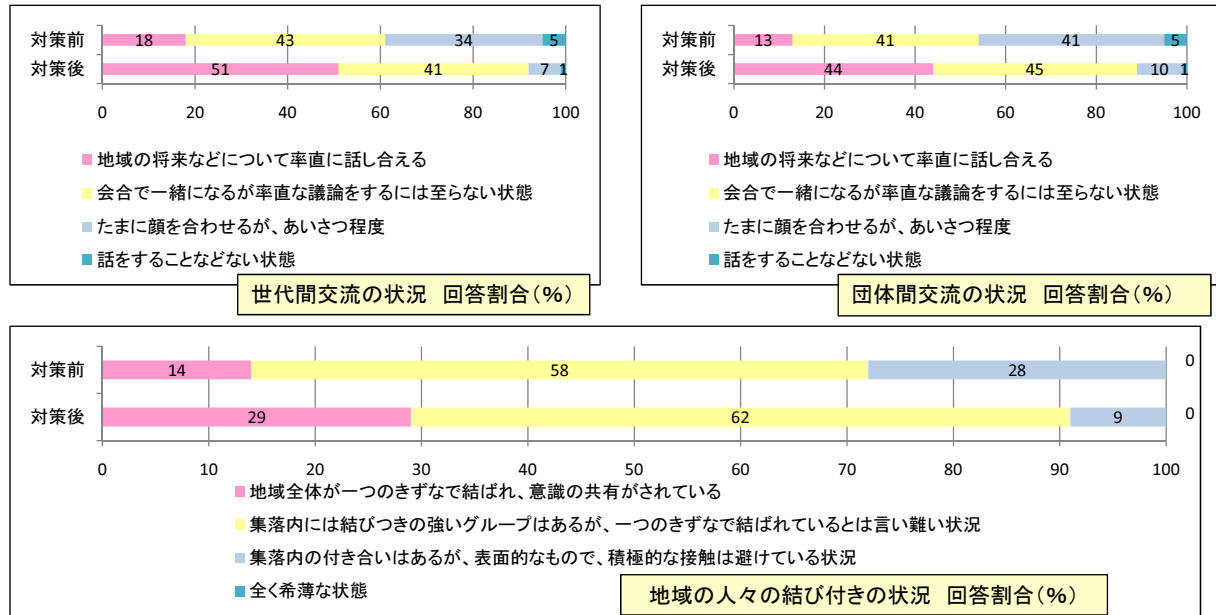 対策前 18 43 34 5
対策後 51 41 7 1
0 20 40 60 80 100
地域の将来などについて率直に話し合える
会合で一緒になるが率直な議論をするには至らない状態
たまに顔を合わせるが、あいさつ程度
話をすることなどない状態
世代間交流の状況 回答割合(%)
対策前 13 41 41 5
対策後 44 45 10 1
0 20 40 60 80 100
地域の将来などについて率直に話し合える
会合で一緒になるが率直な議論をするには至らない状態
たまに顔を合わせるが、あいさつ程度
話をすることなどない状態
団体間交流の状況 回答割合(%)
対策前 14 58 28 0
対策後 29 62 9 0
0 10 20 30 40 50 60 70 80 90 100
地域全体が一つのきずなで結ばれ、意識の共有がされている
集落内には結びつきの強いグループはあるが、一つのきずなで結ばれているとは言い難い状況
集落内の付き合いはあるが、表面的なもので、積極的な接触は避けている状況
全く希薄な状態
地域の人々の結び付きの状況 回答割合(%)